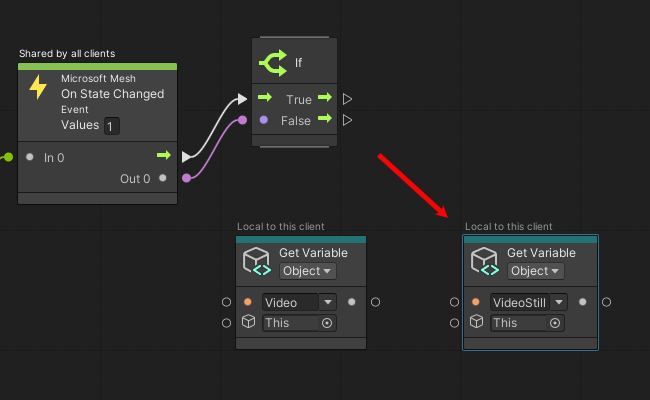 Shared by all clients
Microsoft Mesh
On State Changed
Event
Values 1
In 0
Out 0
If
True
False
Local to this client
Get Variable
Object
Video
This
Local to this client
Get Variable
Object
VideoStill
This